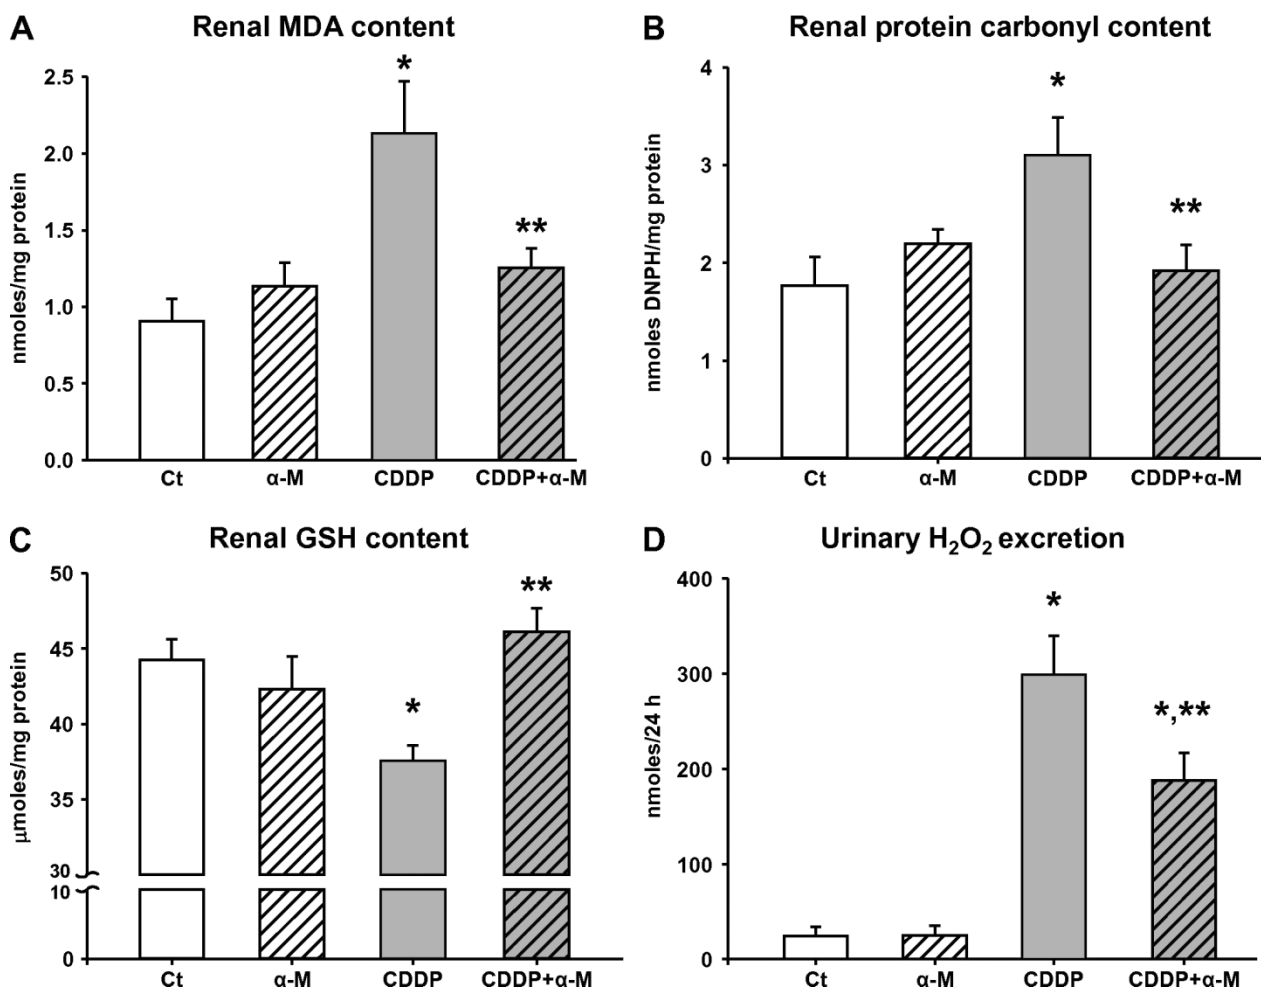 A Renal MDA content
nmoles/mg protein
2.5
2.0
1.5
1.0
0.5
0.0
*
**
Ct α-M CDDP CDDP+α-M
B Renal protein carbonyl content
nmoles DNPH/mg protein
4
3
2
1
0
*
**
Ct α-M CDDP CDDP+α-M
C Renal GSH content
μmoles/mg protein
50
45
40
35
30
10
0
*
**
Ct α-M CDDP CDDP+α-M
D Urinary H₂O₂ excretion
nmoles/24 h
400
300
200
100
0
*
*,**
Ct α-M CDDP CDDP+α-M